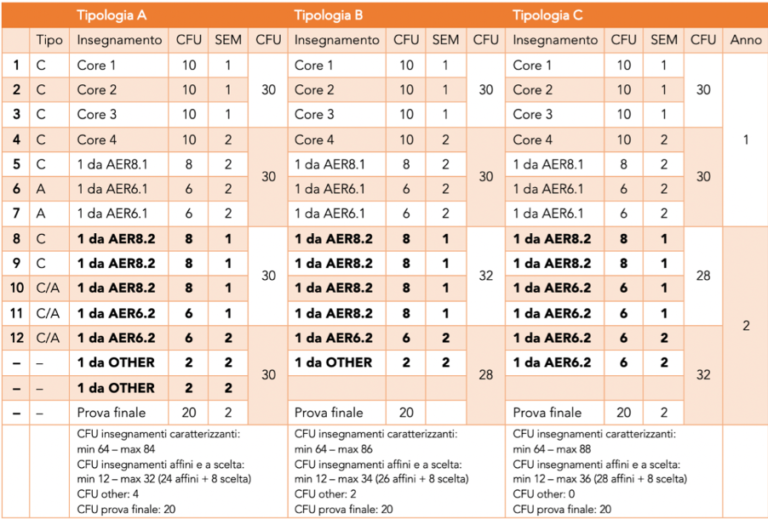 Tipologia A Tipologia B Tipologia C
Tipo Insegnamento CFU SEM CFU Insegnamento CFU SEM CFU Insegnamento CFU SEM CFU Anno
1 C Core 1 10 1 30 Core 1 10 1 30 Core 1 10 1 30 1
2 C Core 2 10 1 Core 2 10 1 Core 2 10 1
3 C Core 3 10 1 Core 3 10 1 Core 3 10 1
4 C Core 4 10 2 30 Core 4 10 2 30 Core 4 10 2 30
5 C 1 da AER8.1 8 2 1 da AER8.1 8 2 1 da AER8.1 8 2
6 A 1 da AER6.1 6 2 1 da AER6.1 6 2 1 da AER6.1 6 2
7 A 1 da AER6.1 6 2 1 da AER6.1 6 2 1 da AER6.1 6 2
8 C 1 da AER8.2 8 1 30 1 da AER8.2 8 1 32 1 da AER8.2 8 1 28 2
9 C 1 da AER8.2 8 1 1 da AER8.2 8 1 1 da AER8.2 8 1
10 C/A 1 da AER8.2 8 1 1 da AER8.2 8 1 1 da AER8.2 6 1
11 C/A 1 da AER8.2 6 1 1 da AER8.2 8 1 1 da AER8.2 6 1
12 C/A 1 da AER6.2 6 2 30 1 da AER6.2 6 2 28 1 da AER6.2 6 2 32
– – 1 da OTHER 2 2 1 da OTHER 2 2 1 da AER6.2 6 2
– – 1 da OTHER 2 2
– – Prova finale 20 2 Prova finale 20 Prova finale 20 2
CFU insegnamenti caratterizzanti: CFU insegnamenti caratterizzanti: CFU insegnamenti caratterizzanti:
min 64 – max 84 min 64 – max 86 min 64 – max 88
CFU insegnamenti affini e a scelta: CFU insegnamenti affini e a scelta: CFU insegnamenti affini e a scelta:
min 12 – max 32 (24 affini + 8 scelta) min 12 – max 34 (26 affini + 8 scelta) min 12 – max 36 (28 affini + 8 scelta)
CFU other: 4 CFU other: 2 CFU other: 0
CFU prova finale: 20 CFU prova finale: 20 CFU prova finale: 20